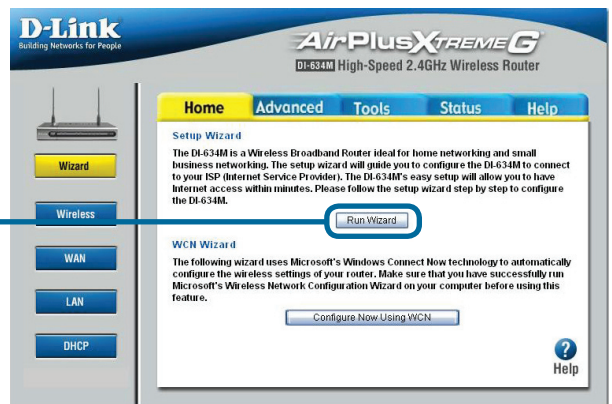 D-Link
Building Networks for People
AirPlus XTREME G
DI-634M High-Speed 2.4GHz Wireless Router
Home Advanced Tools Status Help
Wizard
Wireless
WAN
LAN
DHCP
Setup Wizard
The DI-634M is a Wireless Broadband Router ideal for home networking and small
business networking. The setup wizard will guide you to configure the DI-634M to connect
to your ISP (Internet Service Provider). The DI-634M's easy setup will allow you to have
Internet access within minutes. Please follow the setup wizard step by step to configure
the DI-634M.
Run Wizard
WCN Wizard
The following wizard uses Microsoft's Windows Connect Now technology to automatically
configure the wireless settings of your router. Make sure that you have successfully run
Microsoft's Wireless Network Configuration Wizard on your computer before using this
feature.
Configure Now Using WCN
Help